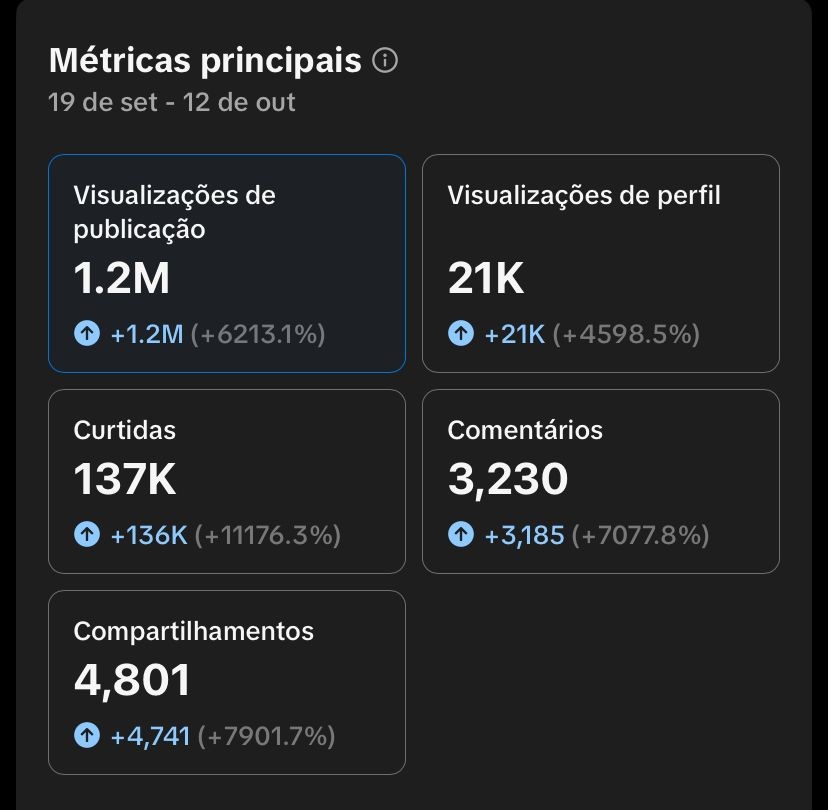 Métricas principais
19 de set - 12 de out
Visualizações de
publicação
1.2M
+1.2M (+6213.1%)
Visualizações de perfil
21K
+21K (+4598.5%)
Curtidas
137K
+136K (+11176.3%)
Comentários
3,230
+3,185 (+7077.8%)
Compartilhamentos
4,801
+4,741 (+7901.7%)